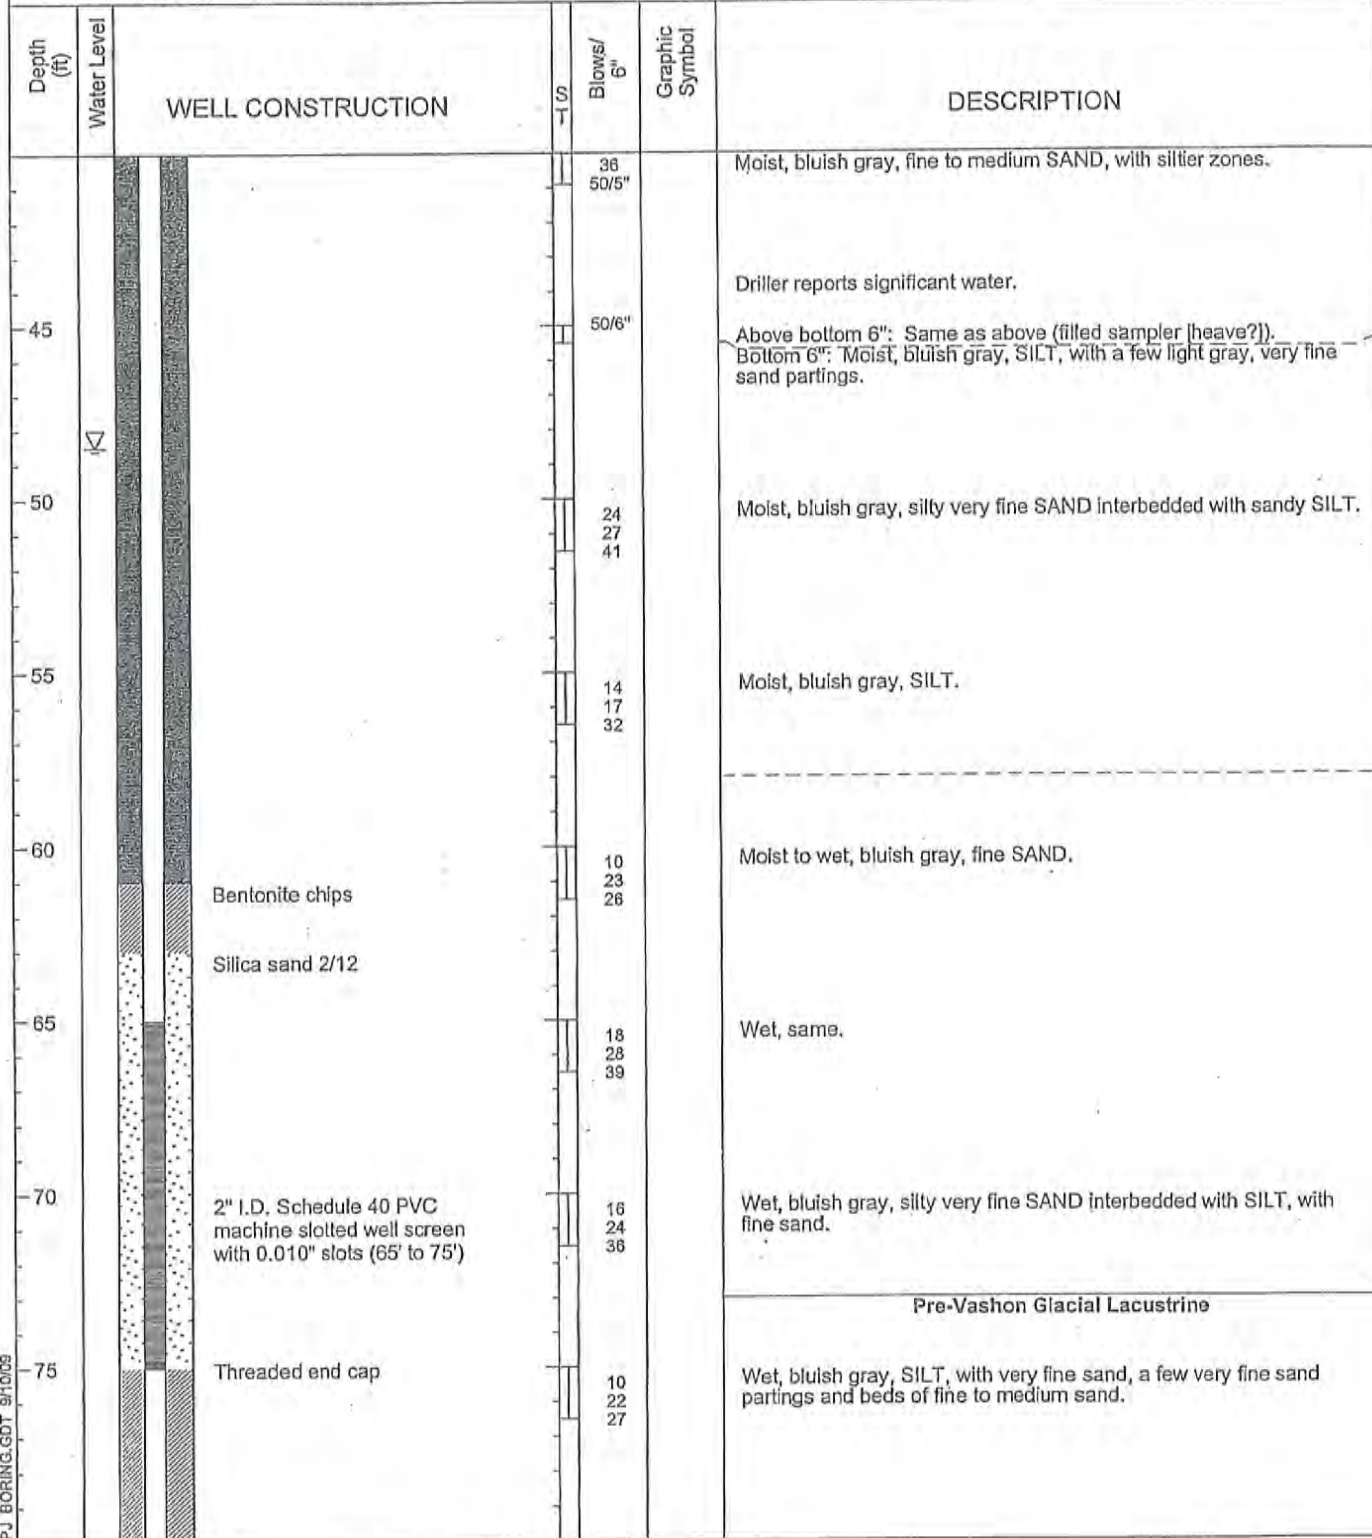 Depth
(ft)
Water Level
WELL CONSTRUCTION
S
T
Blows/
6"
Graphic
Symbol
DESCRIPTION
36
50/5"
Moist, bluish gray, fine to medium SAND, with siltier zones.
Driller reports significant water.
45
50/6"
Above bottom 6": Same as above (filled sampler [heave?]).
Bottom 6": Moist, bluish gray, SILT, with a few light gray, very fine
sand partings.
50
24
27
41
Moist, bluish gray, silty very fine SAND interbedded with sandy SILT.
55
14
17
32
Moist, bluish gray, SILT.
60
10
23
26
Moist to wet, bluish gray, fine SAND.
Bentonite chips
Silica sand 2/12
65
18
28
39
Wet, same.
70
2" I.D. Schedule 40 PVC
machine slotted well screen
with 0.010" slots (65' to 75')
16
24
36
Wet, bluish gray, silty very fine SAND interbedded with SILT, with
fine sand.
Pre-Vashon Glacial Lacustrine
75
Threaded end cap
10
22
27
Wet, bluish gray, SILT, with very fine sand, a few very fine sand
partings and beds of fine to medium sand.
PJ BORING.GDT 9/10/09